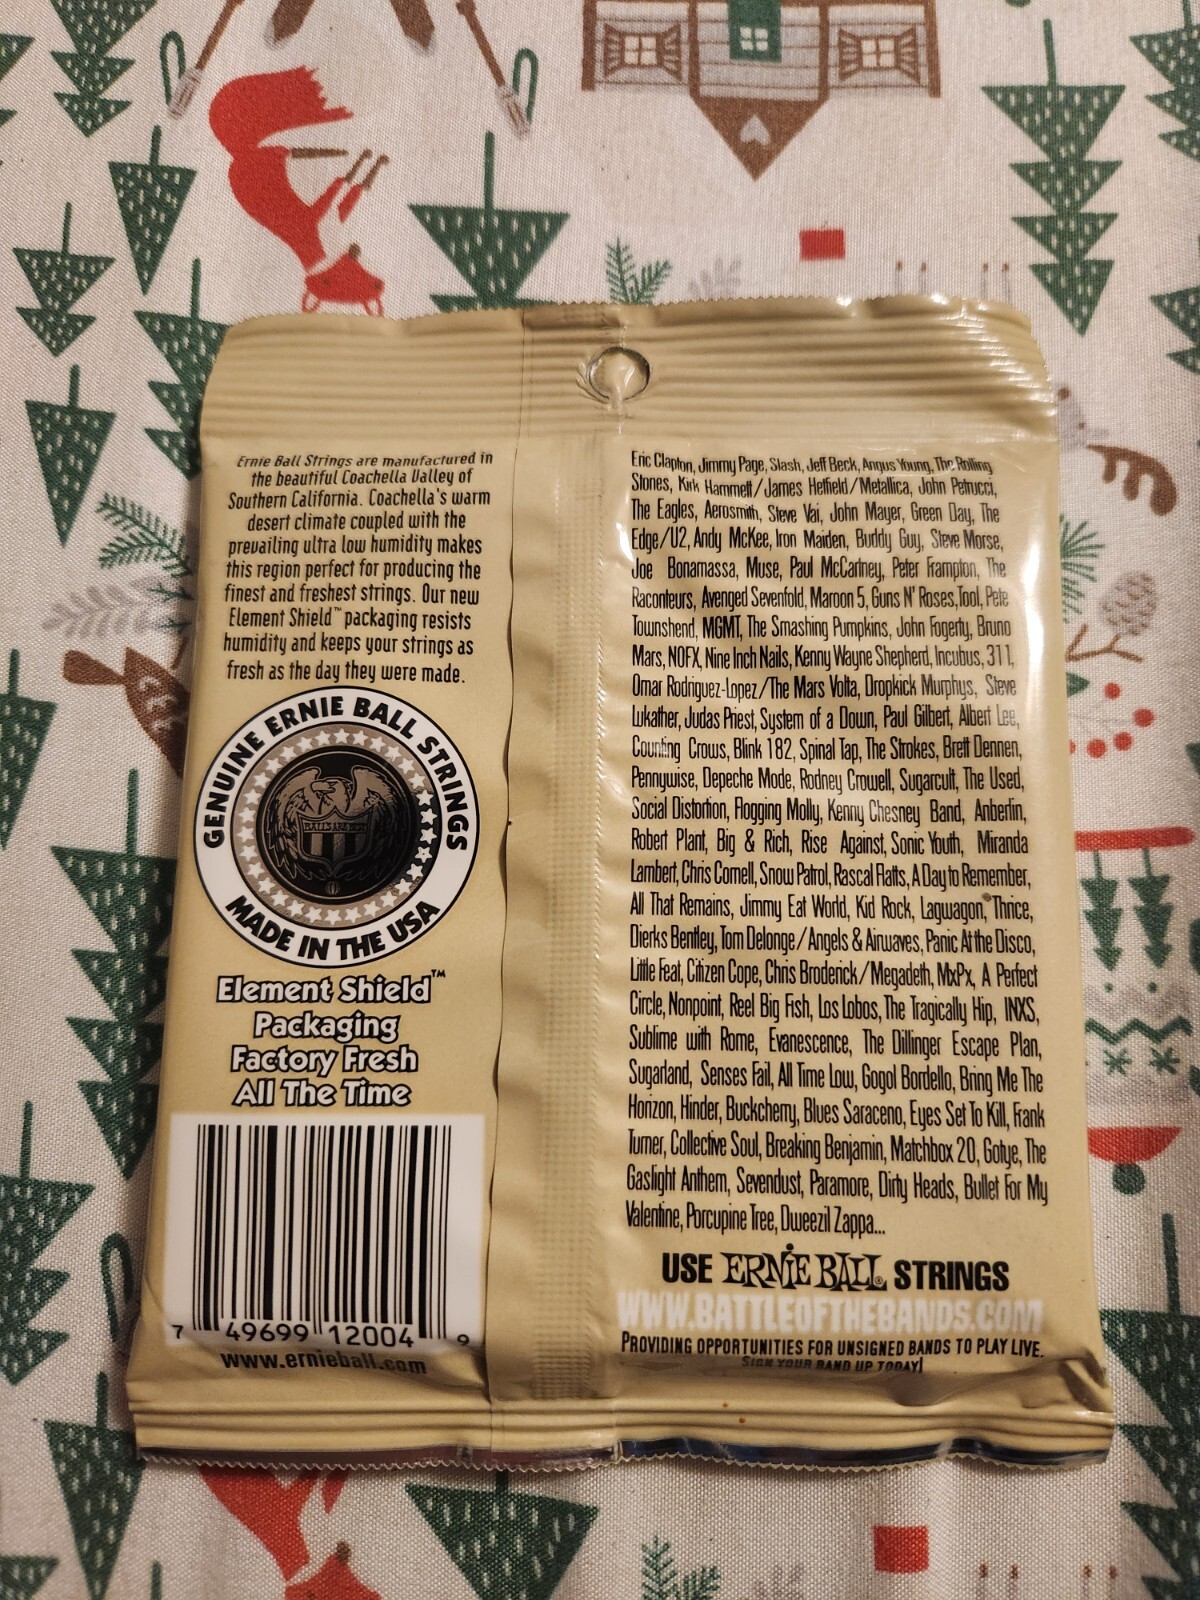 Ernie Ball Strings are manufactured in
the beautiful Coachella Valley of
Southern California. Coachella's warm
desert climate coupled with the
prevailing ultra low humidity makes
this region perfect for producing the
finest and freshest strings. Our new
Element Shield™ packaging resists
humidity and keeps your strings as
fresh as the day they were made.
GENUINE ERNIE BALL STRINGS
MADE IN THE USA
Element Shield™
Packaging
Factory Fresh
All The Time
7 49699 12004 9
www.ernieball.com
Eric Clapton, Jimmy Page, Slash, Jeff Beck, Angus Young, The Rolling
Stones, Kirk Hammett/James Hetfield/Metallica, John Petrucci,
The Eagles, Aerosmith, Steve Vai, John Mayer, Green Day, The
Edge/U2, Andy McKee, Iron Maiden, Buddy Guy, Steve Morse,
Joe Bonamassa, Muse, Paul McCartney, Peter Frampton, The
Raconteurs, Avenged Sevenfold, Maroon 5, Guns N' Roses,Tool, Pete
Townshend, MGMT, The Smashing Pumpkins, John Fogerty, Bruno
Mars, NOFX, Nine Inch Nails, Kenny Wayne Shepherd, Incubus, 311,
Omar Rodriguez-Lopez/The Mars Volta, Dropkick Murphys, Steve
Lukather, Judas Priest, System of a Down, Paul Gilbert, Albert Lee,
Counting Crows, Blink 182, Spinal Tap, The Strokes, Brett Dennen,
Pennywise, Depeche Mode, Rodney Crowell, Sugarcult, The Used,
Social Distortion, Flogging Molly, Kenny Chesney Band, Anberlin,
Robert Plant, Big & Rich, Rise Against, Sonic Youth, Miranda
Lambert, Chris Cornell, Snow Patrol, Rascal Flatts, A Day to Remember,
All That Remains, Jimmy Eat World, Kid Rock, Lagwagon, Thrice,
Dierks Bentley, Tom Delonge/Angels & Airwaves, Panic At the Disco,
Little Feat, Citizen Cope, Chris Broderick/Megadeth, MxPx, A Perfect
Circle, Nonpoint, Reel Big Fish, Los Lobos, The Tragically Hip, INXS,
Sublime with Rome, Evanescence, The Dillinger Escape Plan,
Sugarland, Senses Fail, All Time Low, Gogol Bordello, Bring Me The
Horizon, Hinder, Buckcherry, Blues Saraceno, Eyes Set To Kill, Frank
Turner, Collective Soul, Breaking Benjamin, Matchbox 20, Gotye, The
Gaslight Anthem, Sevendust, Paramore, Dirty Heads, Bullet For My
Valentine, Porcupine Tree, Dweezil Zappa...
USE ERNIE BALL® STRINGS
WWW.BATTLEOFTHEBANDS.COM
PROVIDING OPPORTUNITIES FOR UNSIGNED BANDS TO PLAY LIVE.
SIGN YOUR BAND UP TODAY!